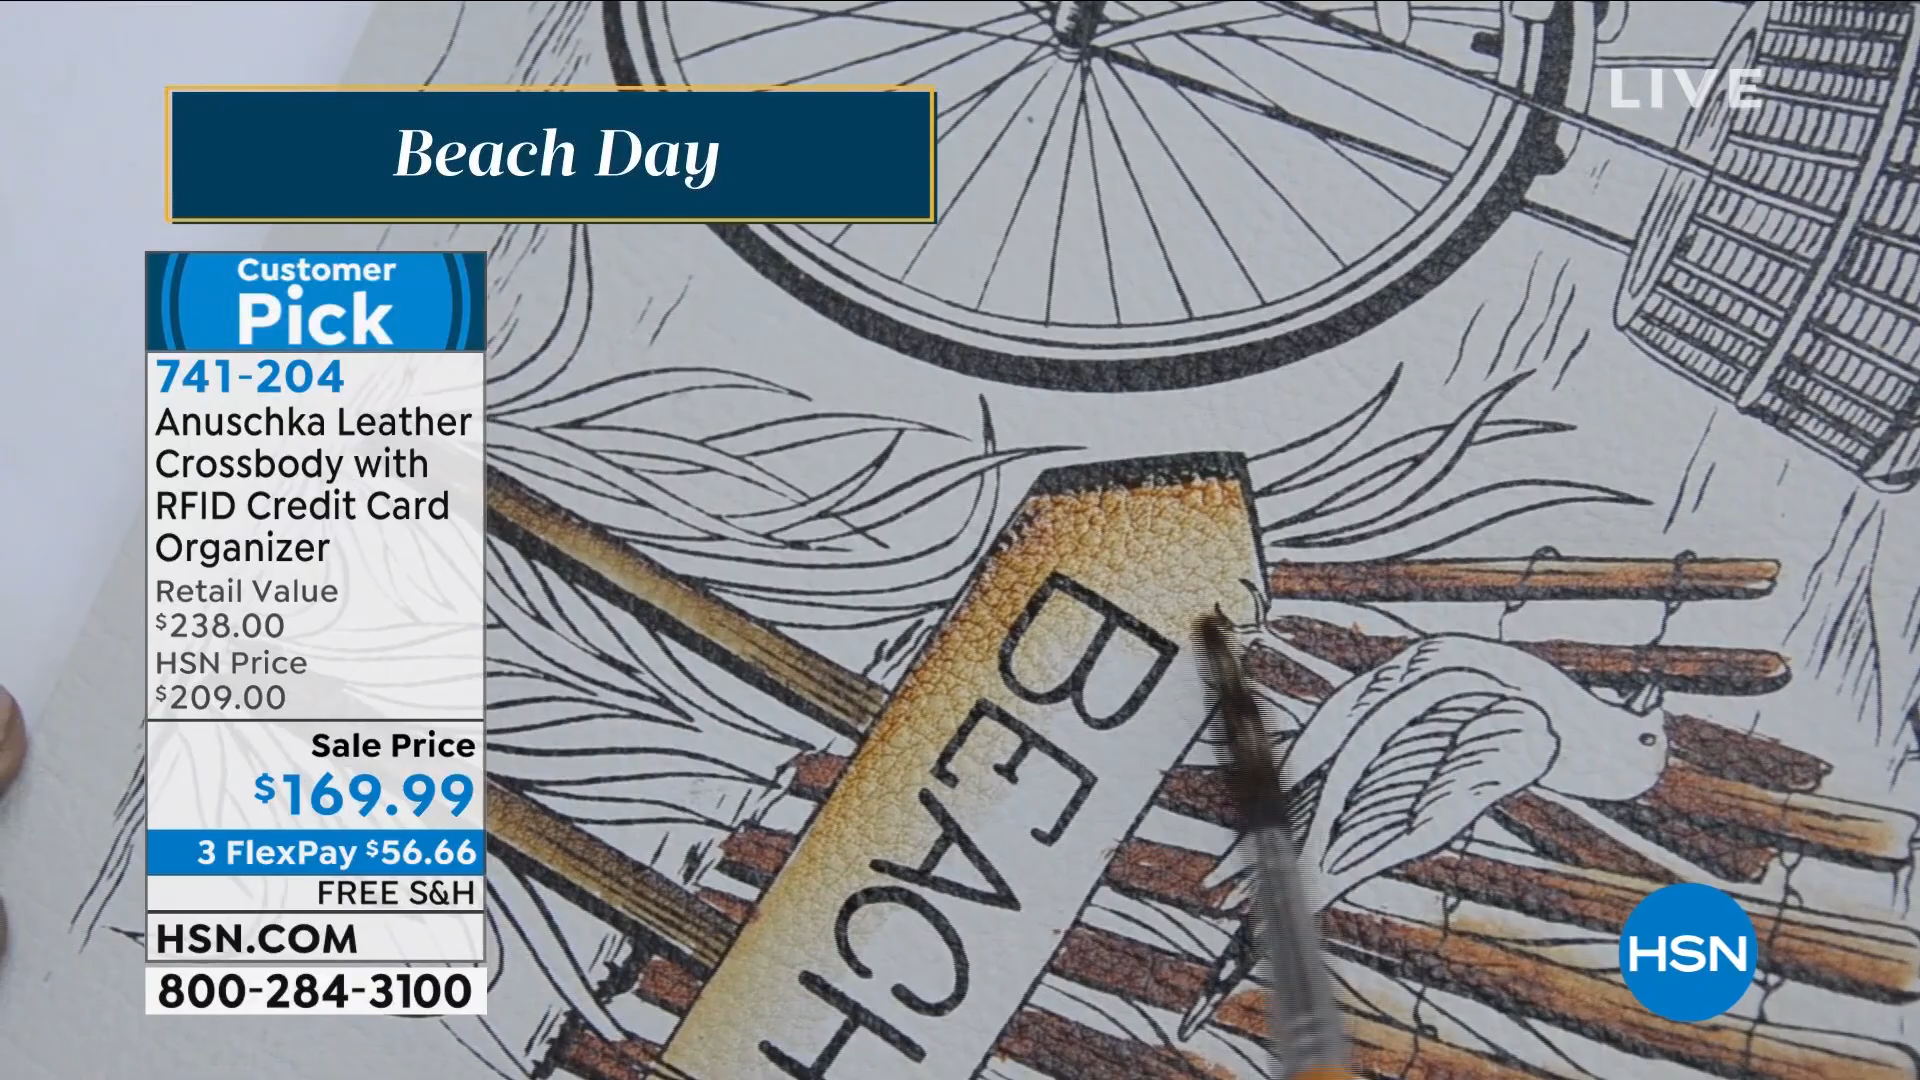 LIVE
Beach Day
Customer
Pick
741-204
Anuschka Leather
Crossbody with
RFID Credit Card
Organizer
Retail Value
$238.00
HSN Price
$209.00
Sale Price
$169.99
3 FlexPay $56.66
FREE S&H
HSN.COM
800-284-3100
BEACH
HSN